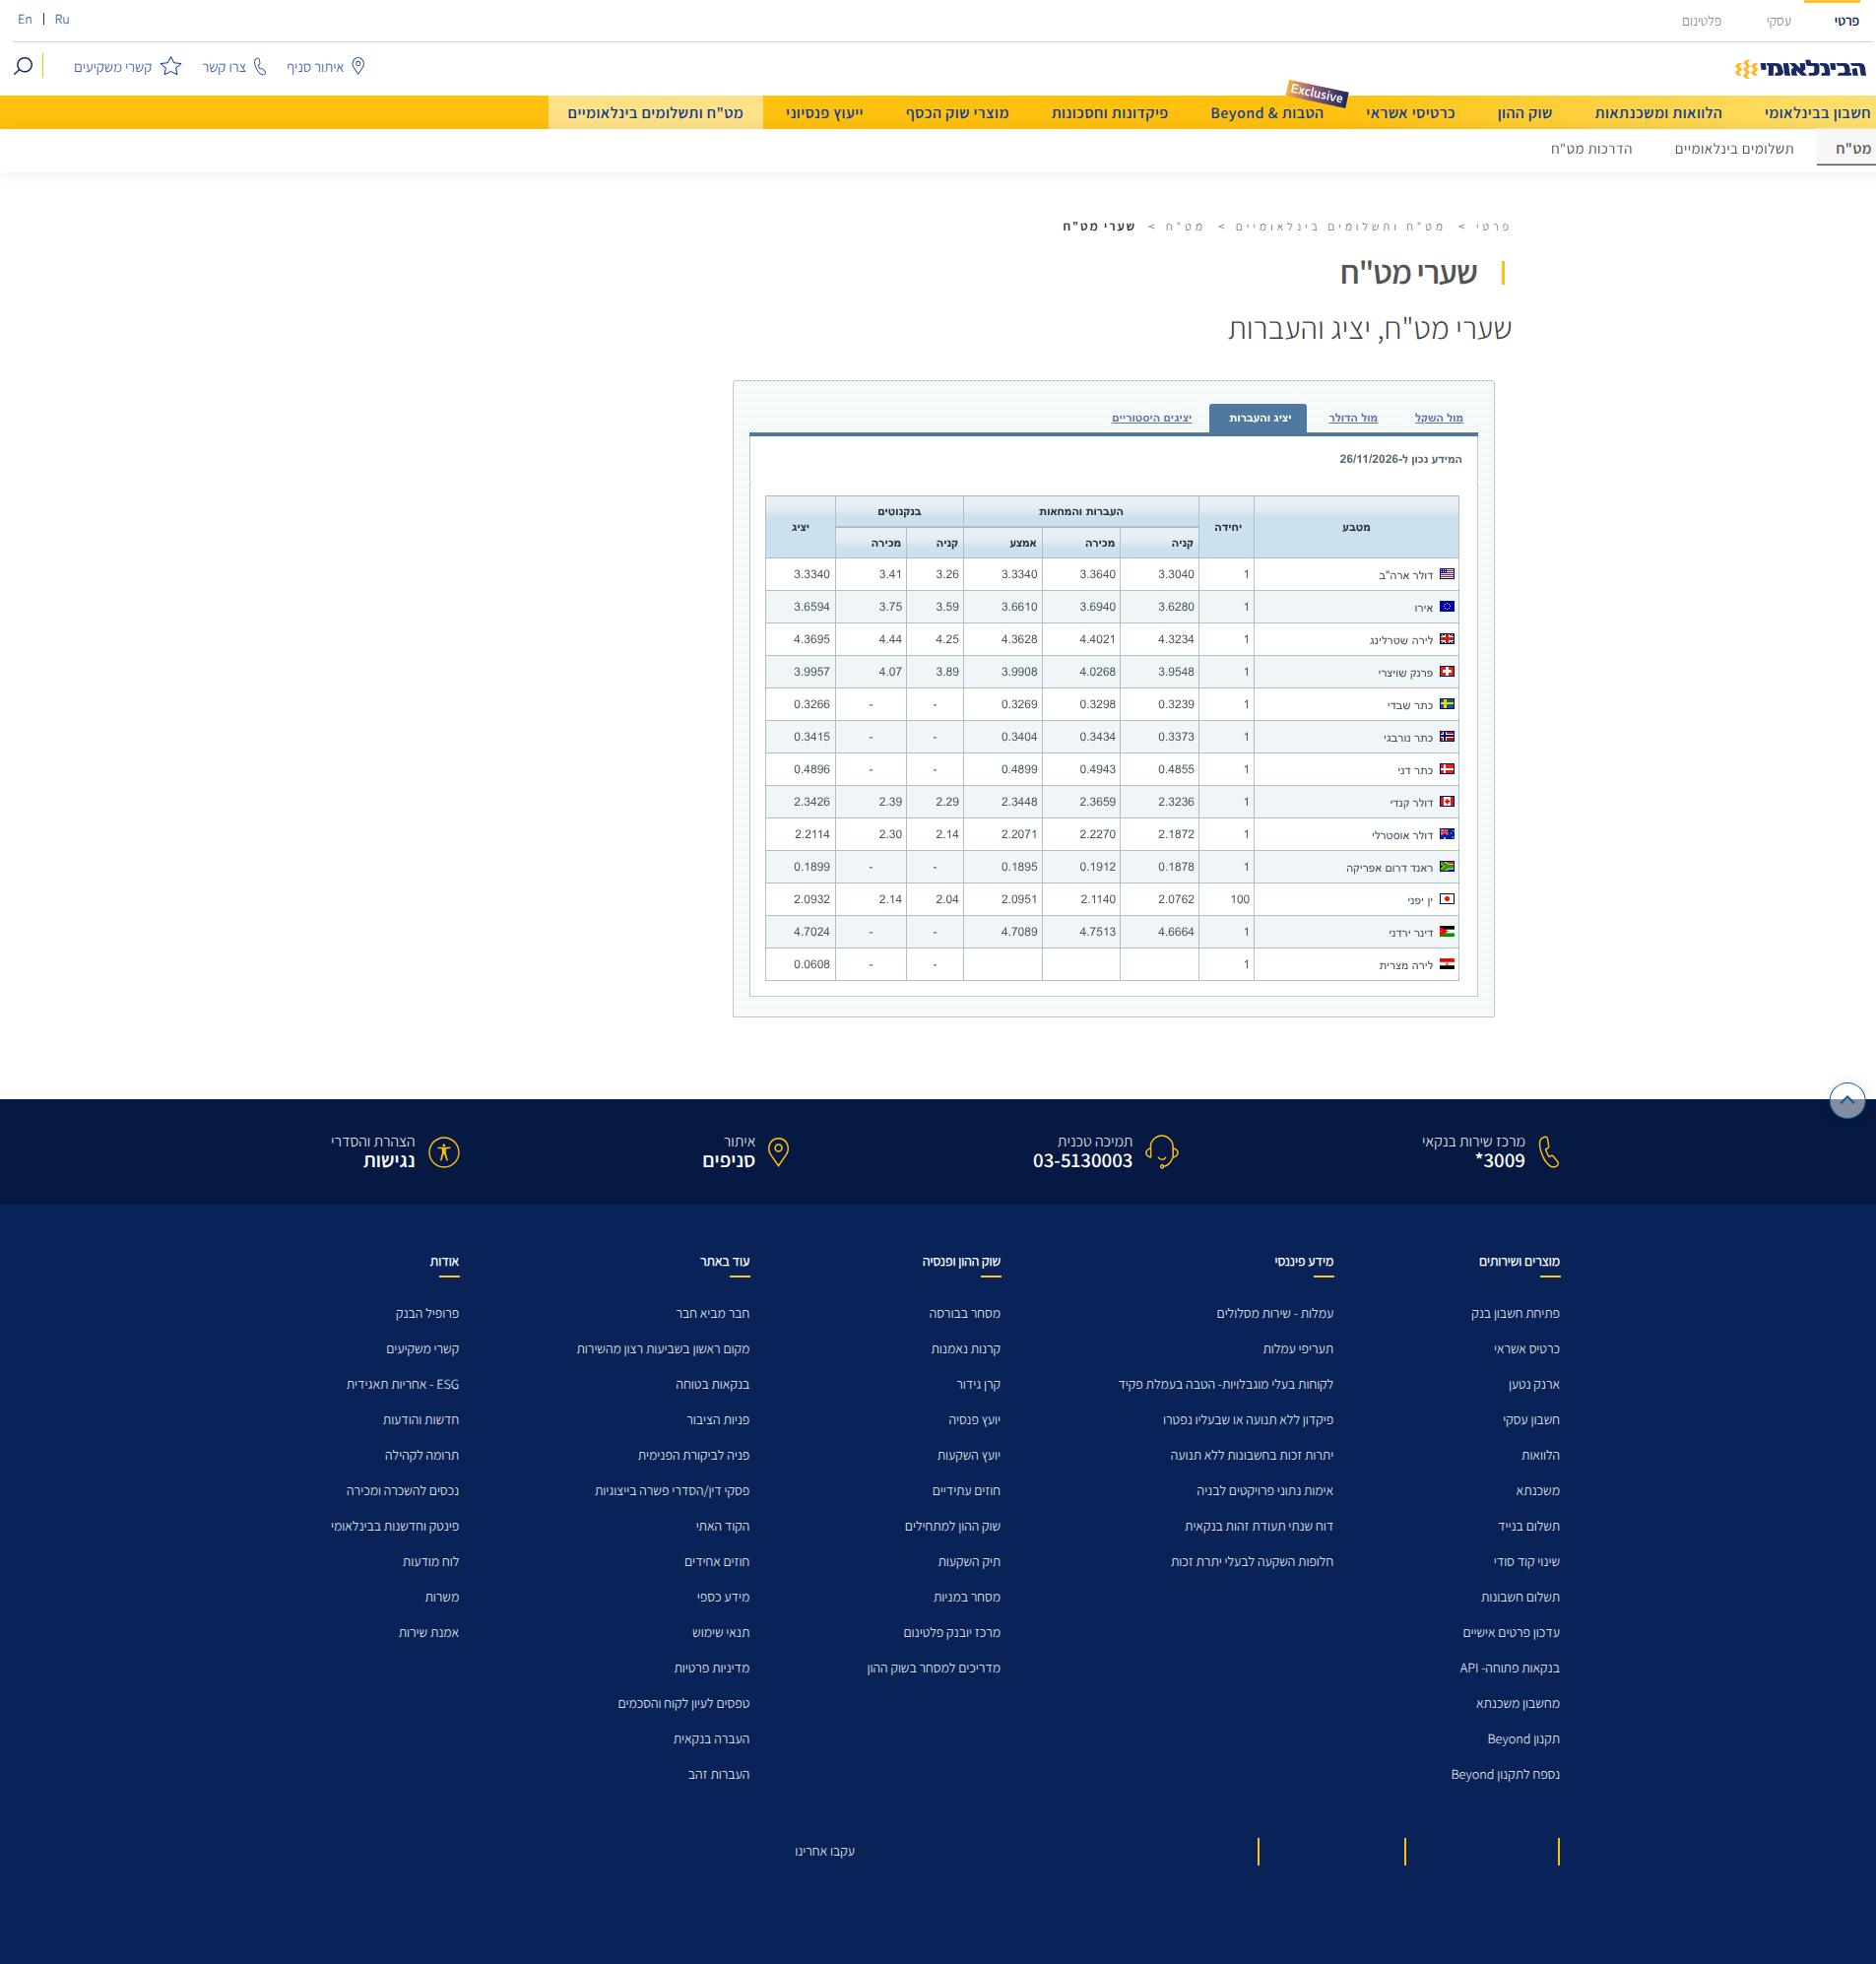 פרטי עסקי פלטינום
Ru | En
הבינלאומי
איתור סניף צרו קשר קשרי משקיעים
Exclusive
חשבון בבינלאומי הלוואות ומשכנתאות שוק ההון כרטיסי אשראי הטבות & Beyond פיקדונות וחסכונות מוצרי שוק הכסף ייעוץ פנסיוני מט"ח ותשלומים בינלאומיים
מט"ח תשלומים בינלאומיים הדרכות מט"ח
פרטי > מט"ח ותשלומים בינלאומיים > מט"ח > שערי מט"ח
שערי מט"ח
שערי מט"ח, יציג והעברות
מול השקל מול הדולר יציג והעברות יציגים היסטוריים
המידע נכון ל-26/11/2026
מטבע יחידה העברות והמחאות בנקנוטים יציג
קניה מכירה אמצע קניה מכירה
דולר ארה"ב 1 3.3040 3.3640 3.3340 3.26 3.41 3.3340
אירו 1 3.6280 3.6940 3.6610 3.59 3.75 3.6594
לירה שטרלינג 1 4.3234 4.4021 4.3628 4.25 4.44 4.3695
פרנק שויצרי 1 3.9548 4.0268 3.9908 3.89 4.07 3.9957
כתר שבדי 1 0.3239 0.3298 0.3269 - - 0.3266
כתר נורבגי 1 0.3373 0.3434 0.3404 - - 0.3415
כתר דני 1 0.4855 0.4943 0.4899 - - 0.4896
דולר קנדי 1 2.3236 2.3659 2.3448 2.29 2.39 2.3426
דולר אוסטרלי 1 2.1872 2.2270 2.2071 2.14 2.30 2.2114
ראנד דרום אפריקה 1 0.1878 0.1912 0.1895 - - 0.1899
ין יפני 100 2.0762 2.1140 2.0951 2.04 2.14 2.0932
דינר ירדני 1 4.6664 4.7513 4.7089 - - 4.7024
לירה מצרית 1 - - 0.0608
מרכז שירות בנקאי
*3009
תמיכה טכנית
03-5130003
איתור
סניפים
הצהרת והסדרי
נגישות
מוצרים ושירותים
פתיחת חשבון בנק
כרטיס אשראי
ארנק נטען
חשבון עסקי
הלוואות
משכנתא
תשלום בנייד
שינוי קוד סודי
תשלום חשבונות
עדכון פרטים אישיים
בנקאות פתוחה- API
מחשבון משכנתא
תקנון Beyond
נספח לתקנון Beyond
מידע פיננסי
עמלות - שירות מסלולים
תעריפי עמלות
לקוחות בעלי מוגבלויות- הטבה בעמלת פקיד
פיקדון ללא תנועה או שבעליו נפטרו
יתרות זכות בחשבונות ללא תנועה
אימות נתוני פרויקטים לבניה
דוח שנתי תעודת זהות בנקאית
חלופות השקעה לבעלי יתרת זכות
שוק ההון ופנסיה
מסחר בבורסה
קרנות נאמנות
קרן גידור
יועץ פנסיה
יועץ השקעות
חוזים עתידיים
שוק ההון למתחילים
תיק השקעות
מסחר במניות
מרכז יובנק פלטינום
מדריכים למסחר בשוק ההון
עוד באתר
חבר מביא חבר
מקום ראשון בשביעות רצון מהשירות
בנקאות בטוחה
פניות הציבור
פניה לביקורת הפנימית
פסקי דין/הסדרי פשרה בייצוגיות
הקוד האתי
חוזים אחידים
מידע כספי
תנאי שימוש
מדיניות פרטיות
טפסים לעיון לקוח והסכמים
העברה בנקאית
העברות זהב
אודות
פרופיל הבנק
קשרי משקיעים
ESG - אחריות תאגידית
חדשות והודעות
תרומה לקהילה
נכסים להשכרה ומכירה
פינטק וחדשנות בבינלאומי
לוח מודעות
משרות
אמנת שירות
עקבו אחרינו